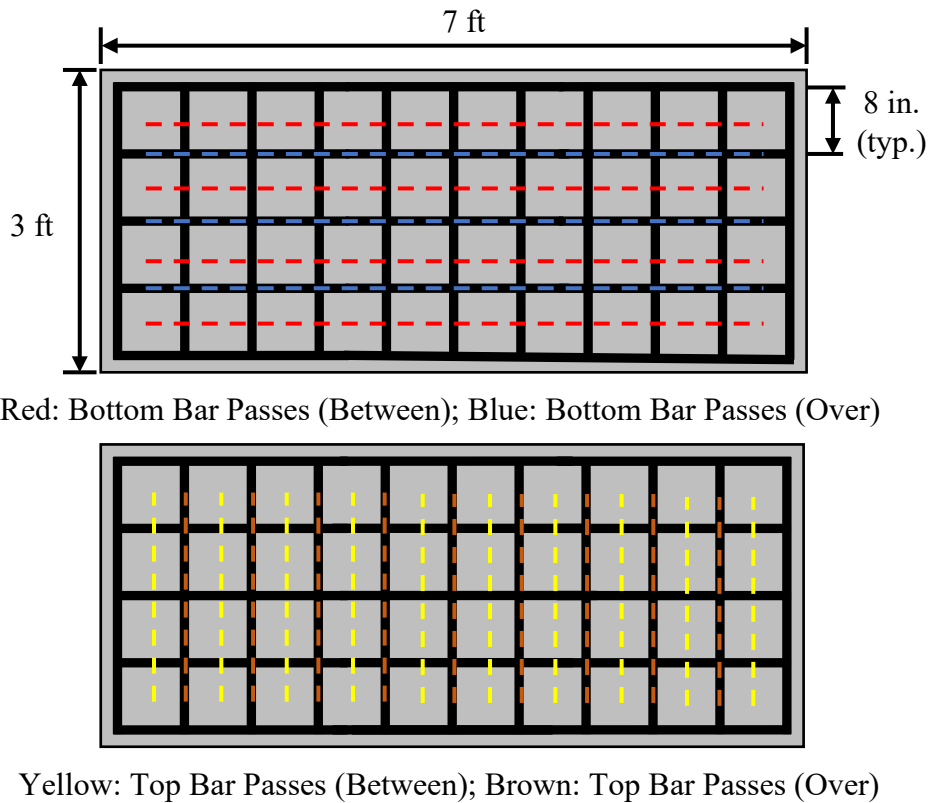 7 ft
8 in.
(typ.)
3 ft
Red: Bottom Bar Passes (Between); Blue: Bottom Bar Passes (Over)
Yellow: Top Bar Passes (Between); Brown: Top Bar Passes (Over)